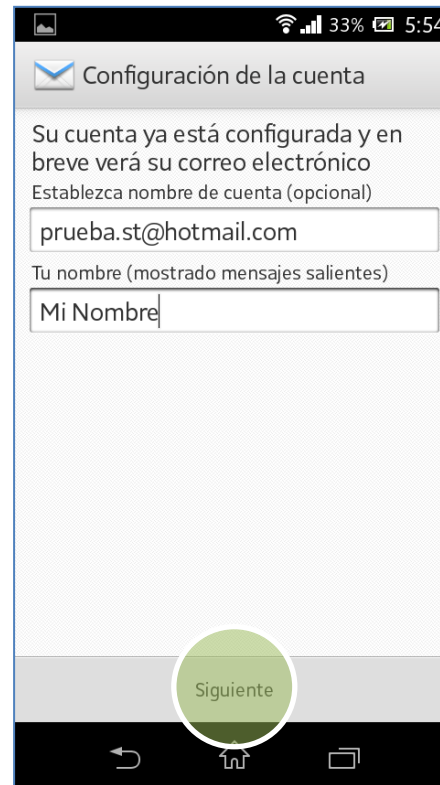 33% 5:54
Configuración de la cuenta
Su cuenta ya está configurada y en
breve verá su correo electrónico
Establezca nombre de cuenta (opcional)
prueba.st@hotmail.com
Tu nombre (mostrado mensajes salientes)
Mi Nombre
Siguiente